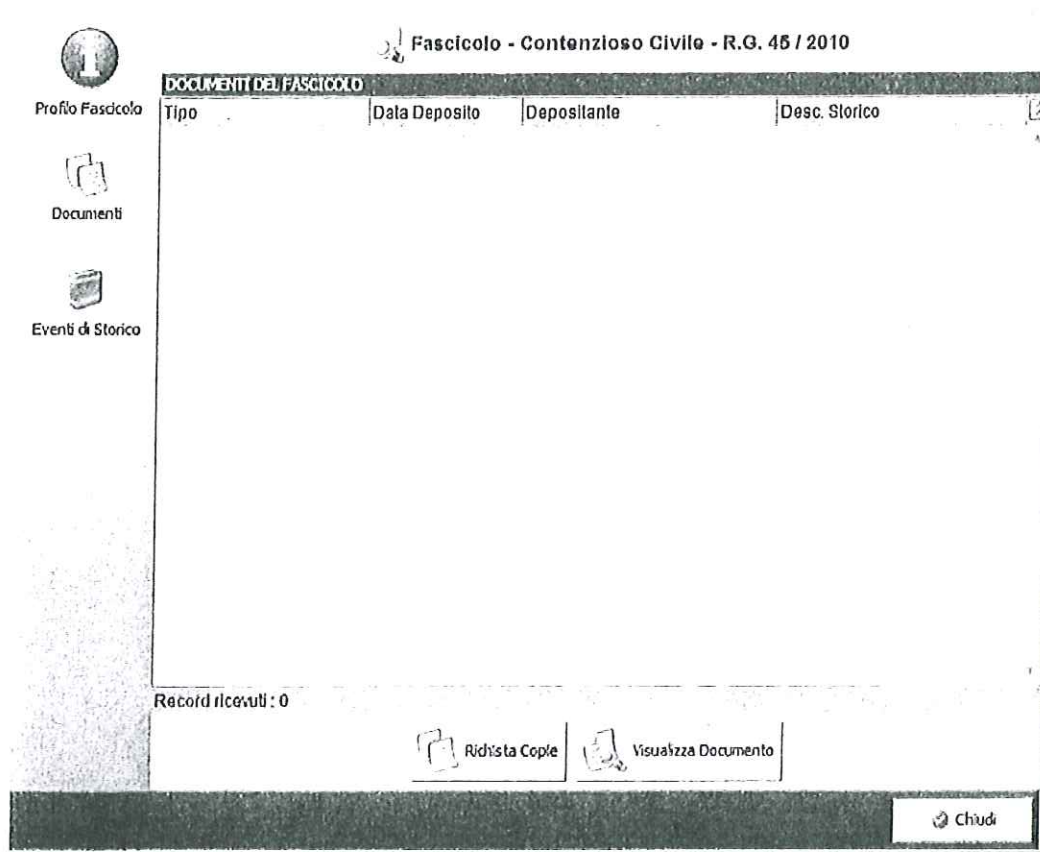 Fascicolo - Contenzioso Civile - R.G. 45 / 2010
DOCUMENTI DEL FASCICOLO
Profilo Fascicolo
Tipo Data Deposito Depositante Desc. Storico
Documenti
Eventi di Storico
Record ricevuti : 0
Richista Copie Visualizza Documento
Chiudi